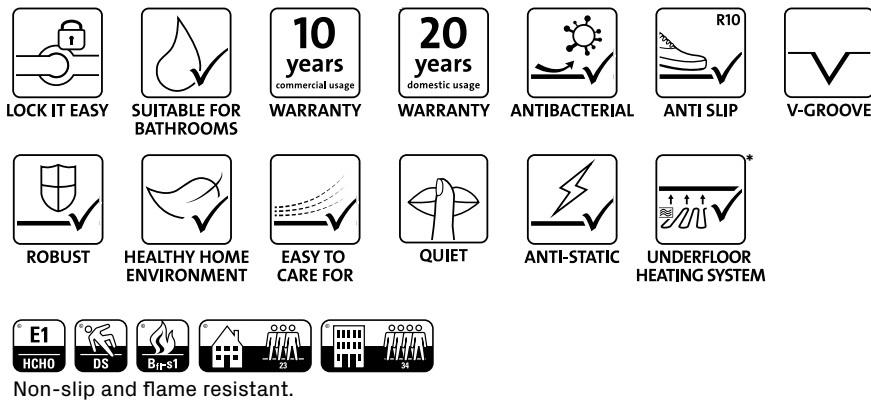 10
years
commercial usage
20
years
domestic usage
R10
LOCK IT EASY
SUITABLE FOR
BATHROOMS
WARRANTY
WARRANTY
ANTIBACTERIAL
ANTI SLIP
V-GROOVE
*
ROBUST
HEALTHY HOME
ENVIRONMENT
EASY TO
CARE FOR
QUIET
ANTI-STATIC
UNDERFLOOR
HEATING SYSTEM
E1
HCHO
DS
Bfl-s1
23
34
Non-slip and flame resistant.